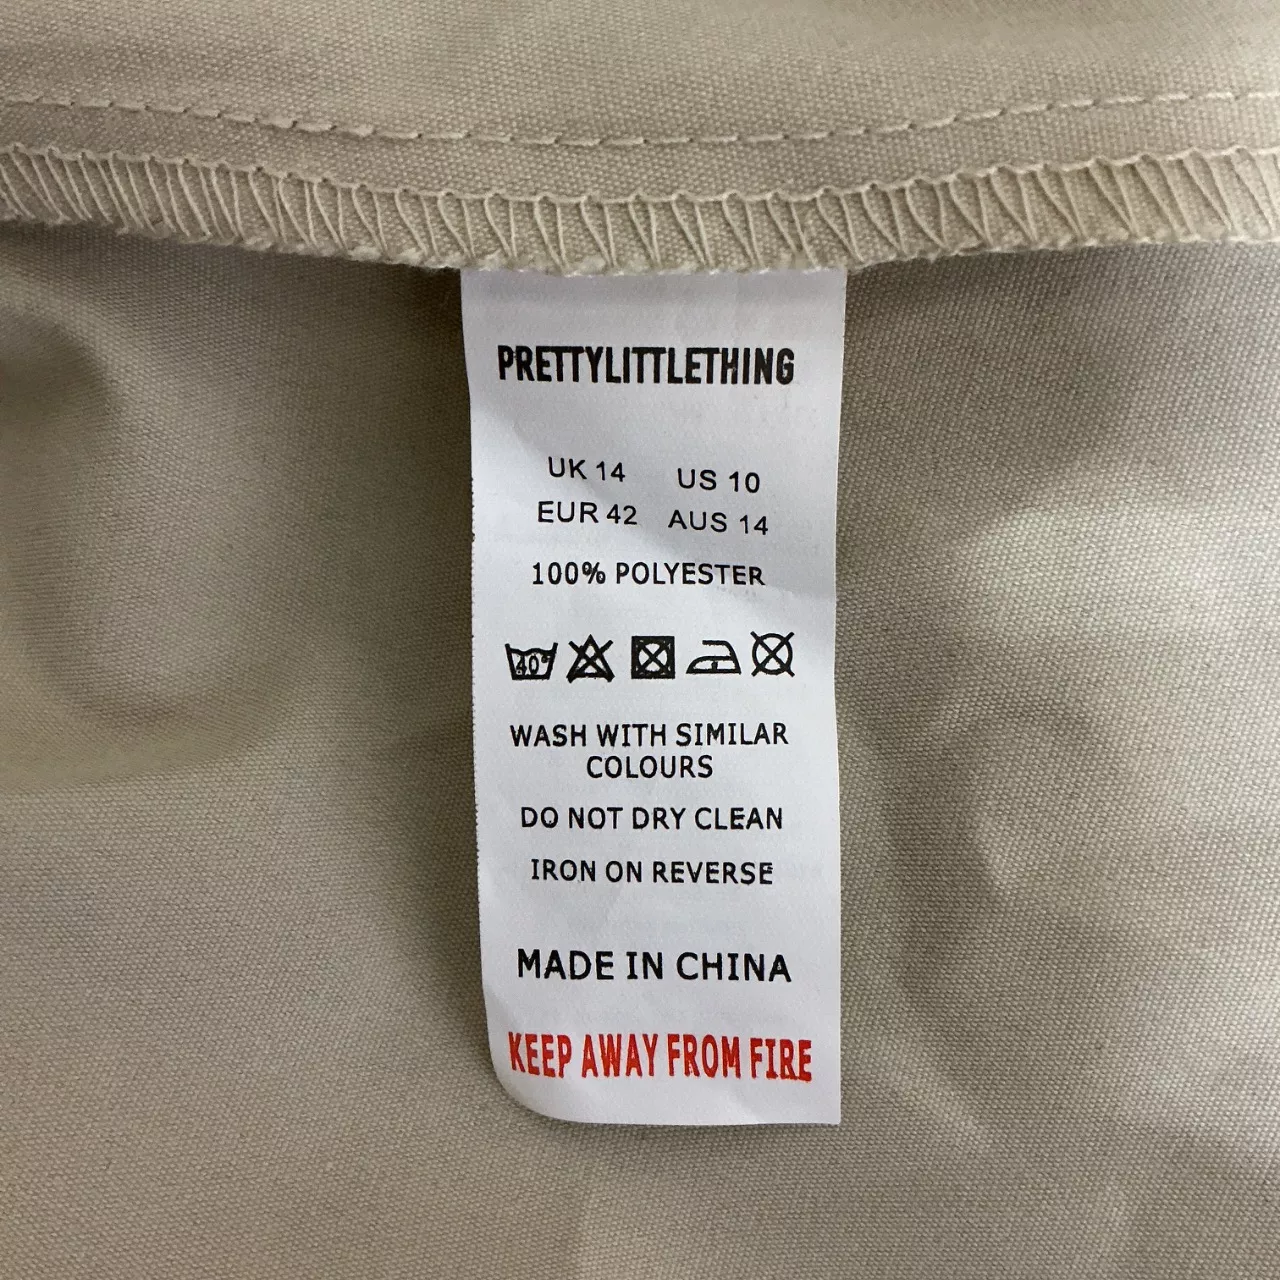 PRETTYLITTLETHING
UK 14 US 10
EUR 42 AUS 14
100% POLYESTER
40°
WASH WITH SIMILAR
COLOURS
DO NOT DRY CLEAN
IRON ON REVERSE
MADE IN CHINA
KEEP AWAY FROM FIRE